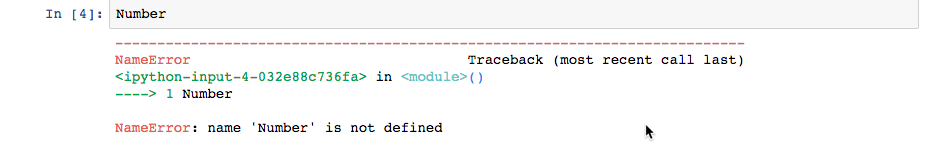 In [4]: Number
---------------------------------------------------------------------------
NameError                                 Traceback (most recent call last)
<ipython-input-4-032e88c736fa> in <module>()
----> 1 Number

NameError: name 'Number' is not defined